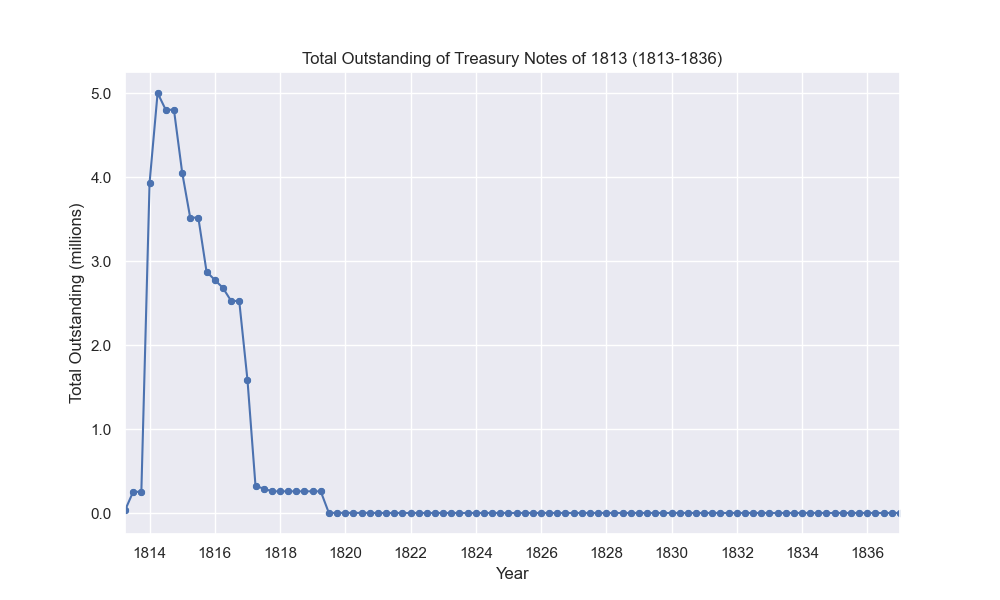 Total Outstanding of Treasury Notes of 1813 (1813-1836)
Total Outstanding (millions)
5.0
4.0
3.0
2.0
1.0
0.0
1814 1816 1818 1820 1822 1824 1826 1828 1830 1832 1834 1836
Year